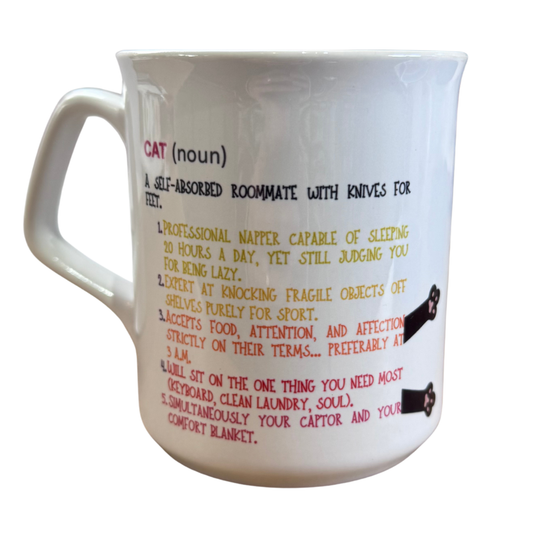 CAT (noun)
A SELF-ABSORBED ROOMMATE WITH KNIVES FOR
FEET.
1. PROFESSIONAL NAPPER CAPABLE OF SLEEPING
20 HOURS A DAY, YET STILL JUDGING YOU
FOR BEING LAZY.
2. EXPERT AT KNOCKING FRAGILE OBJECTS OFF
SHELVES PURELY FOR SPORT.
3. ACCEPTS FOOD, ATTENTION, AND AFFECTION
STRICTLY ON THEIR TERMS... PREFERABLY AT
3 A.M.
4. WILL SIT ON THE ONE THING YOU NEED MOST
(KEYBOARD, CLEAN LAUNDRY, SOUL).
5. SIMULTANEOUSLY YOUR CAPTOR AND YOUR
COMFORT BLANKET.